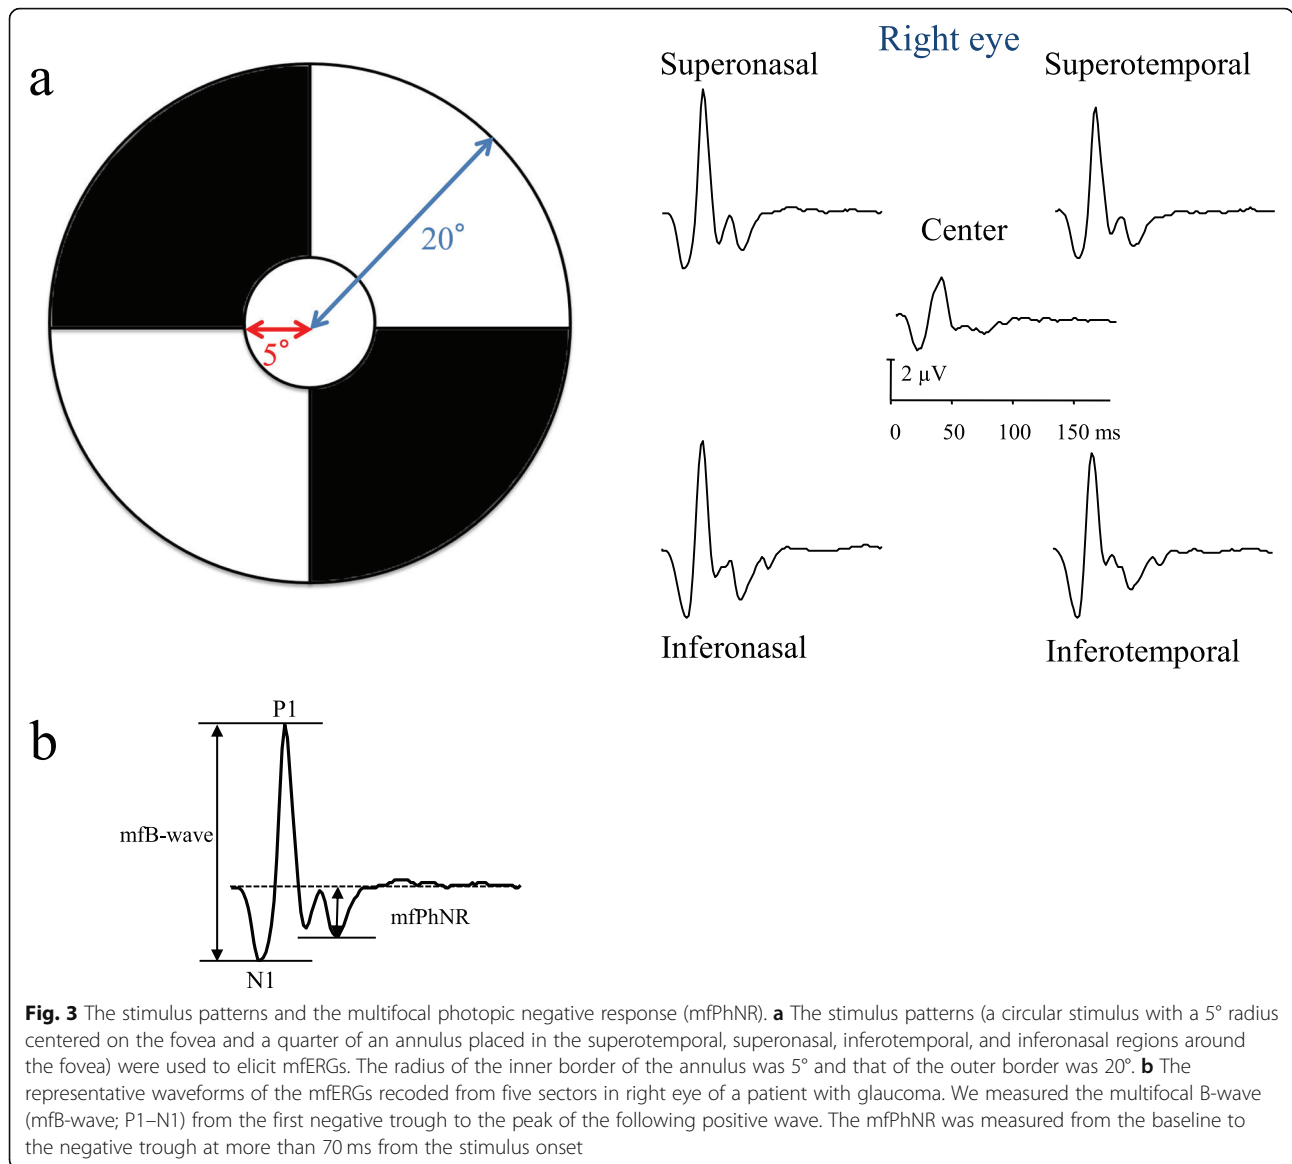 a
20°
5°
Right eye
Superonasal
Superotemporal
Center
2 µV
0 50 100 150 ms
Inferonasal
Inferotemporal
b
P1
mfB-wave
mfPhNR
N1
Fig. 3 The stimulus patterns and the multifocal photopic negative response (mfPhNR). a The stimulus patterns (a circular stimulus with a 5° radius
centered on the fovea and a quarter of an annulus placed in the superotemporal, superonasal, inferotemporal, and inferonasal regions around
the fovea) were used to elicit mfERGs. The radius of the inner border of the annulus was 5° and that of the outer border was 20°. b The
representative waveforms of the mfERGs recoded from five sectors in right eye of a patient with glaucoma. We measured the multifocal B-wave
(mfB-wave; P1–N1) from the first negative trough to the peak of the following positive wave. The mfPhNR was measured from the baseline to
the negative trough at more than 70 ms from the stimulus onset